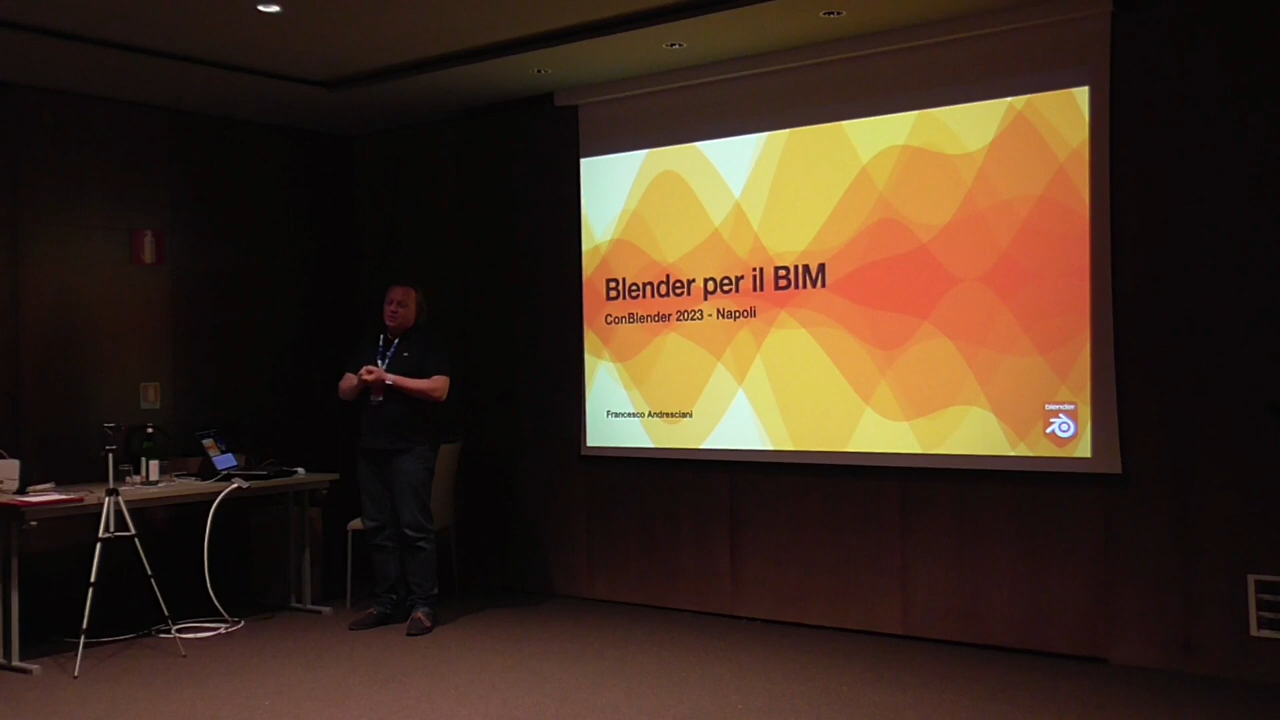 Blender per il BIM
ConBlender 2023 - Napoli
Francesco Andresciani
blender